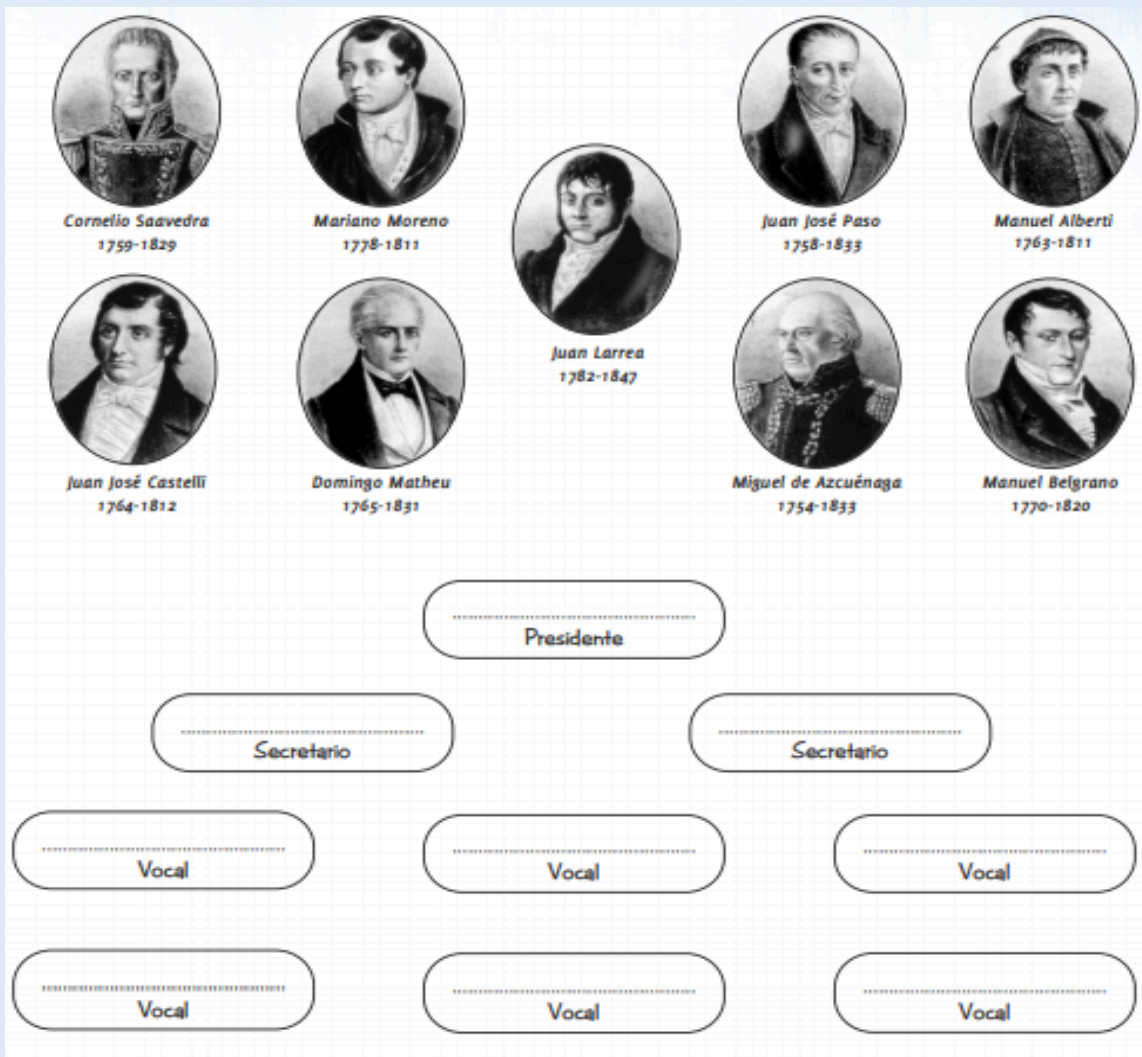 Cornelio Saavedra
1759-1829
Mariano Moreno
1778-1811
Juan José Paso
1758-1833
Manuel Alberti
1763-1811
Juan Larrea
1782-1847
Juan José Castelli
1764-1812
Domingo Matheu
1765-1831
Miguel de Azcuénaga
1754-1833
Manuel Belgrano
1770-1820
Presidente
Secretario
Secretario
Vocal
Vocal
Vocal
Vocal
Vocal
Vocal